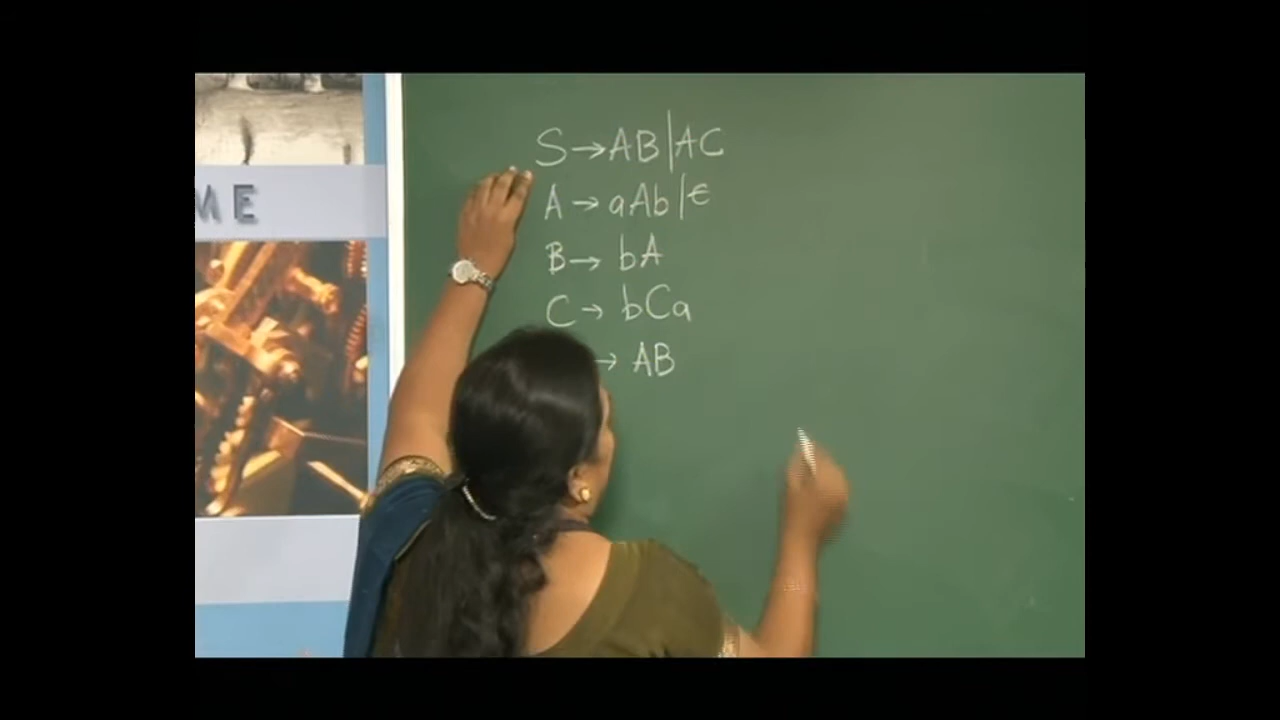 S → AB | AC
A → aAb | ϵ
B → bA
C → bCa
→ AB
ME